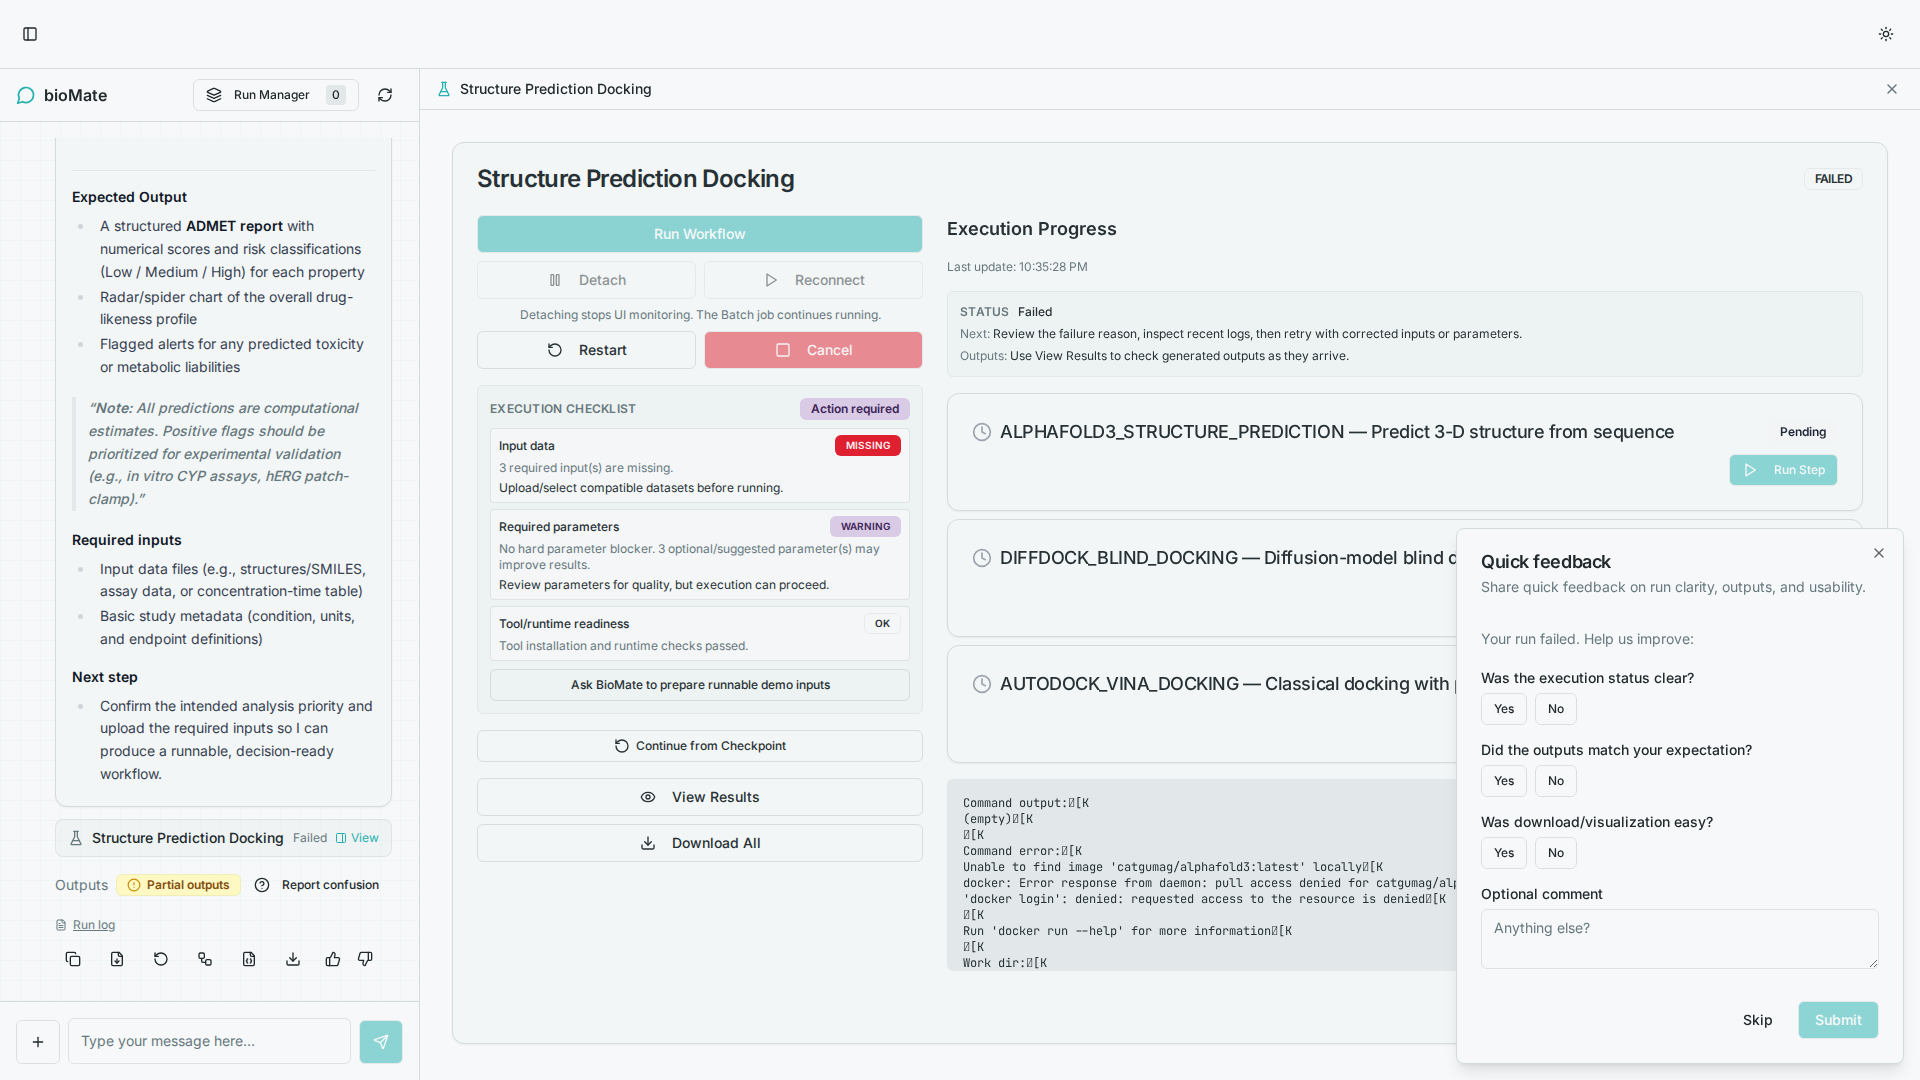 bioMate
Run Manager 0
Expected Output
A structured ADMET report with
numerical scores and risk classifications
(Low / Medium / High) for each property
Radar/spider chart of the overall drug-
likeness profile
Flagged alerts for any predicted toxicity
or metabolic liabilities
“Note: All predictions are computational
estimates. Positive flags should be
prioritized for experimental validation
(e.g., in vitro CYP assays, hERG patch-
clamp).”
Required inputs
Input data files (e.g., structures/SMILES,
assay data, or concentration-time table)
Basic study metadata (condition, units,
and endpoint definitions)
Next step
Confirm the intended analysis priority and
upload the required inputs so I can
produce a runnable, decision-ready
workflow.
Structure Prediction Docking Failed View
Outputs Partial outputs Report confusion
Run log
Type your message here...
Structure Prediction Docking
Structure Prediction Docking
FAILED
Run Workflow
Detach Reconnect
Detaching stops UI monitoring. The Batch job continues running.
Restart Cancel
EXECUTION CHECKLIST Action required
Input data MISSING
3 required input(s) are missing.
Upload/select compatible datasets before running.
Required parameters WARNING
No hard parameter blocker. 3 optional/suggested parameter(s) may
improve results.
Review parameters for quality, but execution can proceed.
Tool/runtime readiness OK
Tool installation and runtime checks passed.
Ask BioMate to prepare runnable demo inputs
Continue from Checkpoint
View Results
Download All
Execution Progress
Last update: 10:35:28 PM
STATUS Failed
Next: Review the failure reason, inspect recent logs, then retry with corrected inputs or parameters.
Outputs: Use View Results to check generated outputs as they arrive.
ALPHAFOLD3_STRUCTURE_PREDICTION — Predict 3-D structure from sequence
Pending
Run Step
DIFFDOCK_BLIND_DOCKING — Diffusion-model blind
AUTODOCK_VINA_DOCKING — Classical docking with
Command output:[K
(empty)[K
[K
Command error:[K
Unable to find image 'catgumag/alphafold3:latest' locally[K
docker: Error response from daemon: pull access denied for catgumag/alp
'docker login': denied: requested access to the resource is denied[K
[K
Run 'docker run --help' for more information[K
[K
Work dir:[K
Quick feedback
Share quick feedback on run clarity, outputs, and usability.
Your run failed. Help us improve:
Was the execution status clear?
Yes No
Did the outputs match your expectation?
Yes No
Was download/visualization easy?
Yes No
Optional comment
Anything else?
Skip Submit